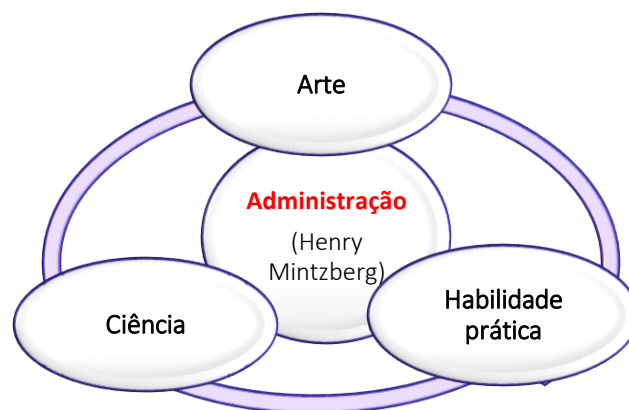 Arte
Administração
(Henry
Mintzberg)
Ciência
Habilidade
prática